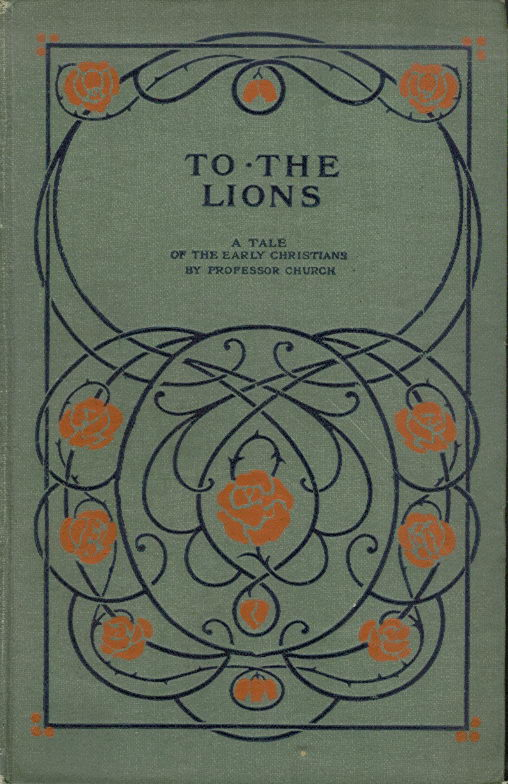 TO · THE
LIONS
A TALE
OF THE EARLY CHRISTIANS
BY PROFESSOR CHURCH